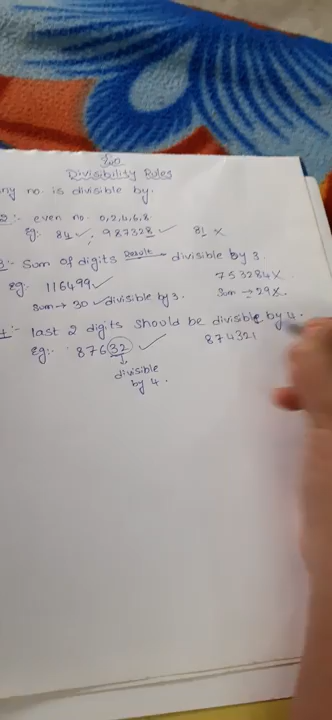 Divisibility Rules
ny no. is divisible by.
2 :- even no. 0,2,4,6,8
Eg: 84 ✓ ; 987328 ✓ 81 ×
3 :- Sum of digits Result→ divisible by 3.
eg: 116499 ✓ 753284 ×
Sum → 30 ✓ divisible by 3. Sum → 29 ×
4 :- last 2 digits should be divisible by 4.
Eg:- 87632 ✓ 874321
divisible
by 4.